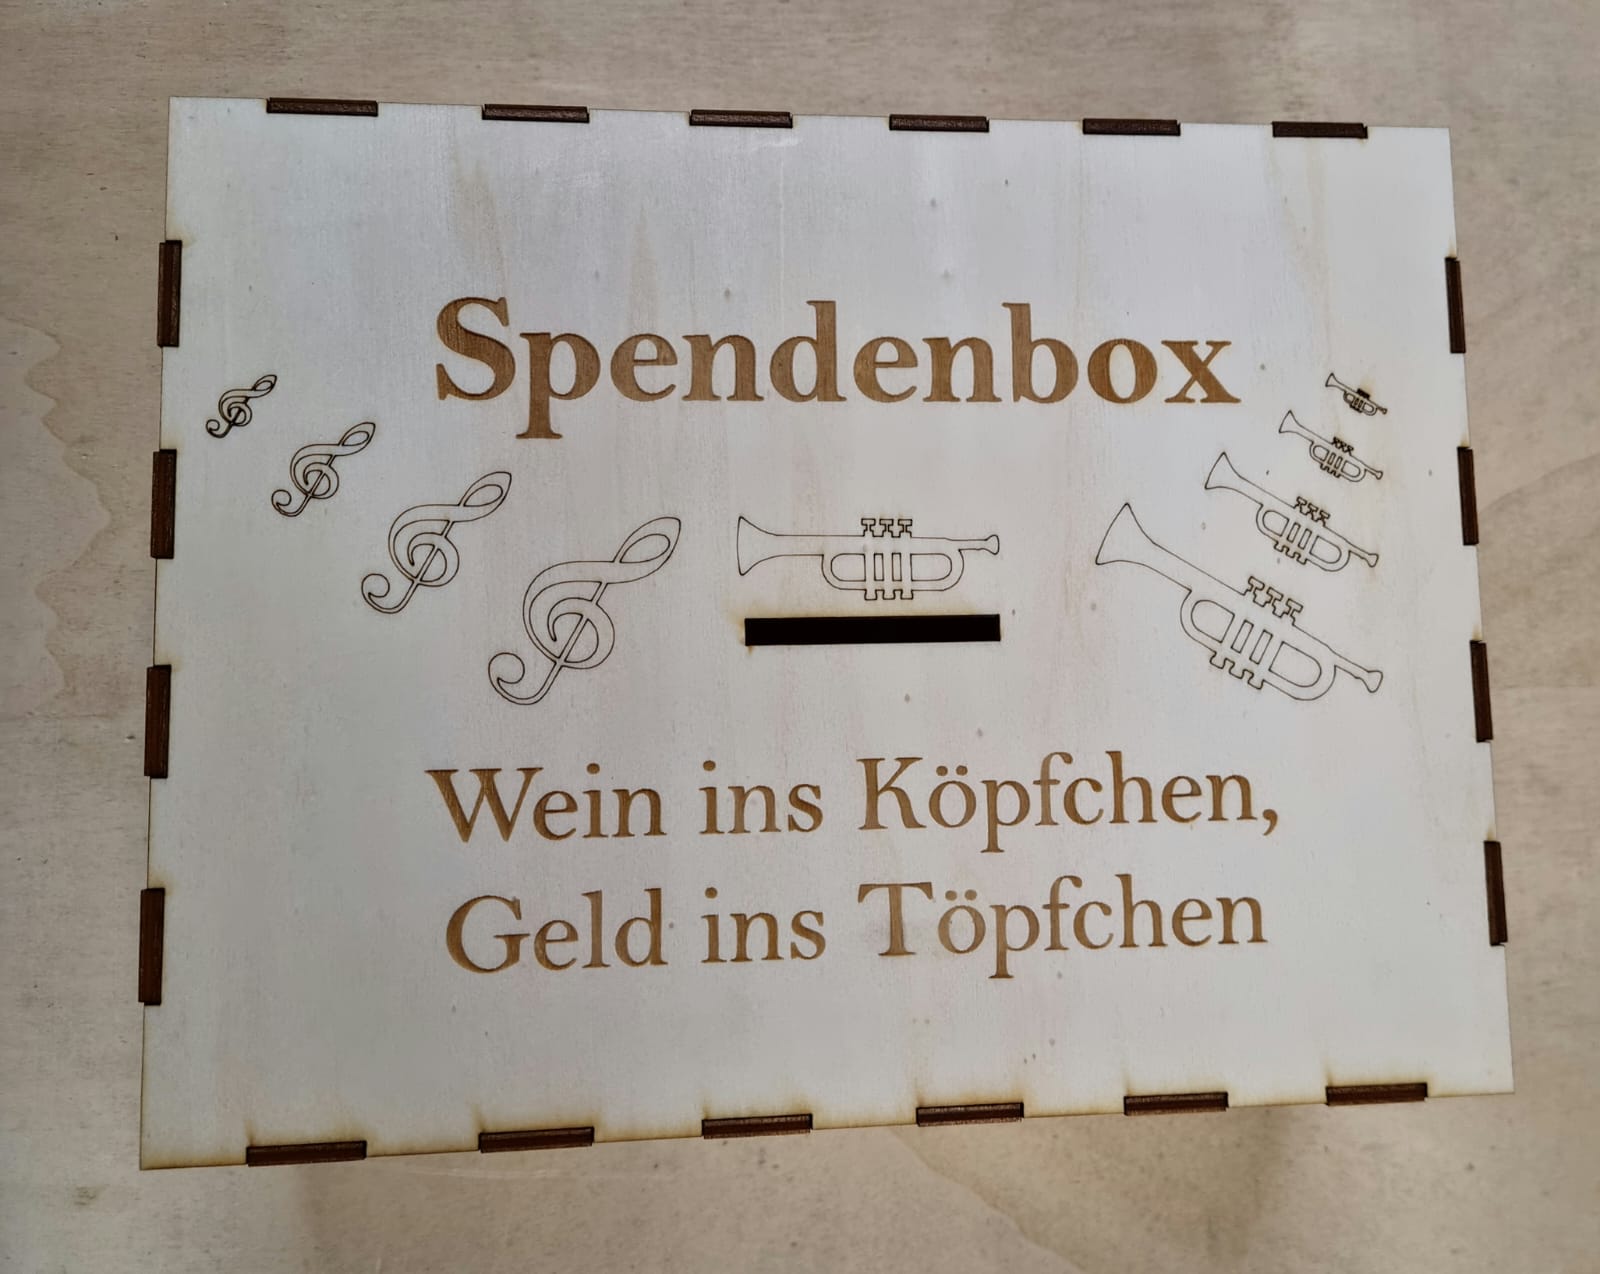 Spendenbox
Wein ins Köpfchen,
Geld ins Töpfchen